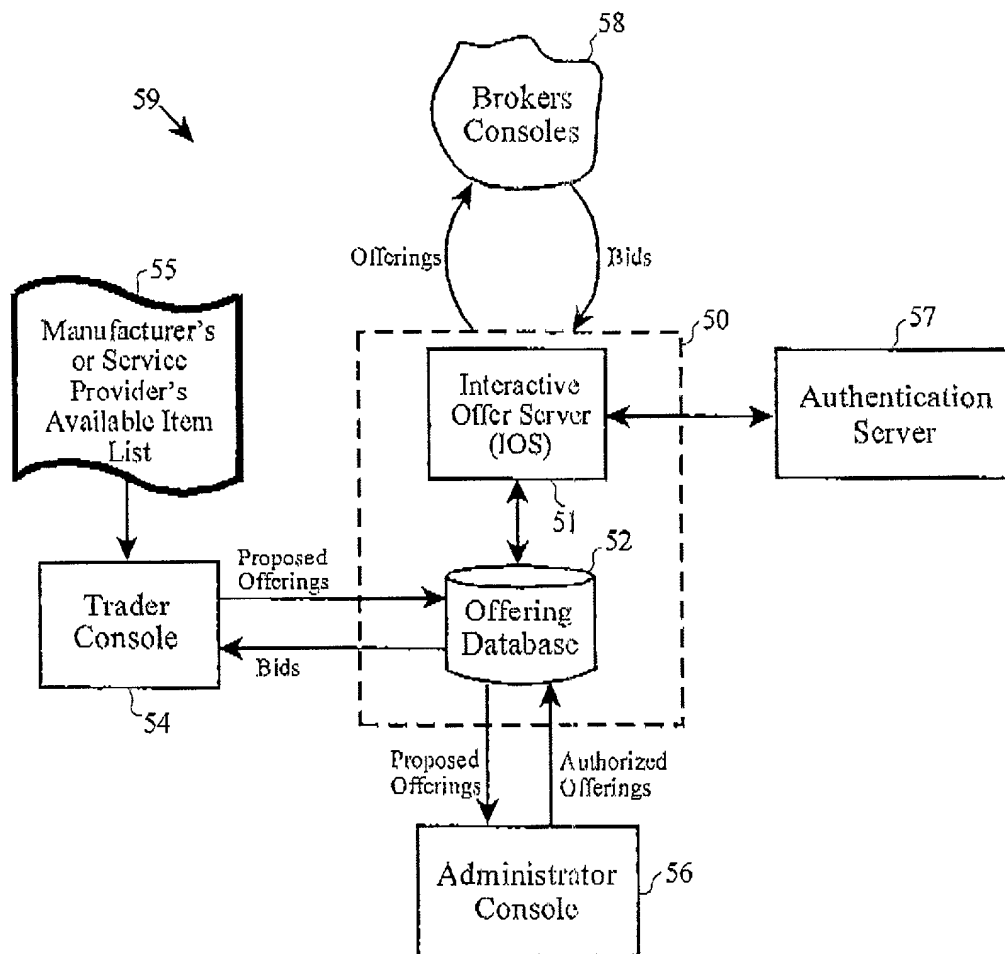 58
59
Brokers
Consoles
Offerings
Bids
55
Manufacturer's
or Service
Provider's
Available Item
List
50
57
Interactive
Offer Server
(IOS)
Authentication
Server
51
52
Proposed
Offerings
Trader
Console
Offering
Database
Bids
54
Proposed
Offerings
Authorized
Offerings
Administrator
Console
56